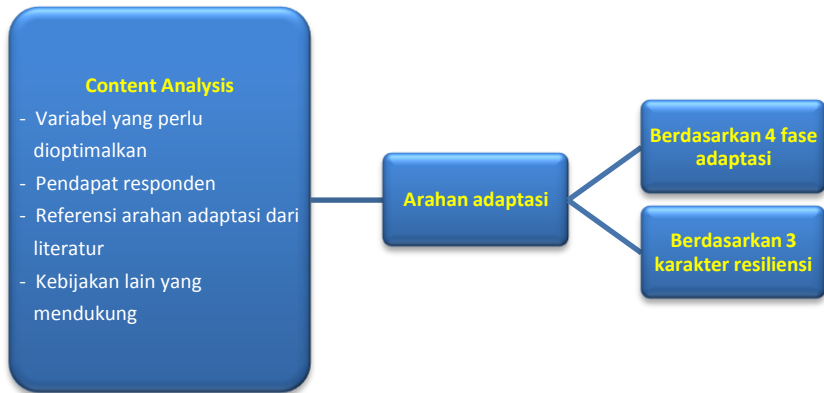 Content Analysis
- Variabel yang perlu
dioptimalkan
- Pendapat responden
- Referensi arahan adaptasi dari
literatur
- Kebijakan lain yang
mendukung
Arahan adaptasi
Berdasarkan 4 fase
adaptasi
Berdasarkan 3
karakter resiliensi